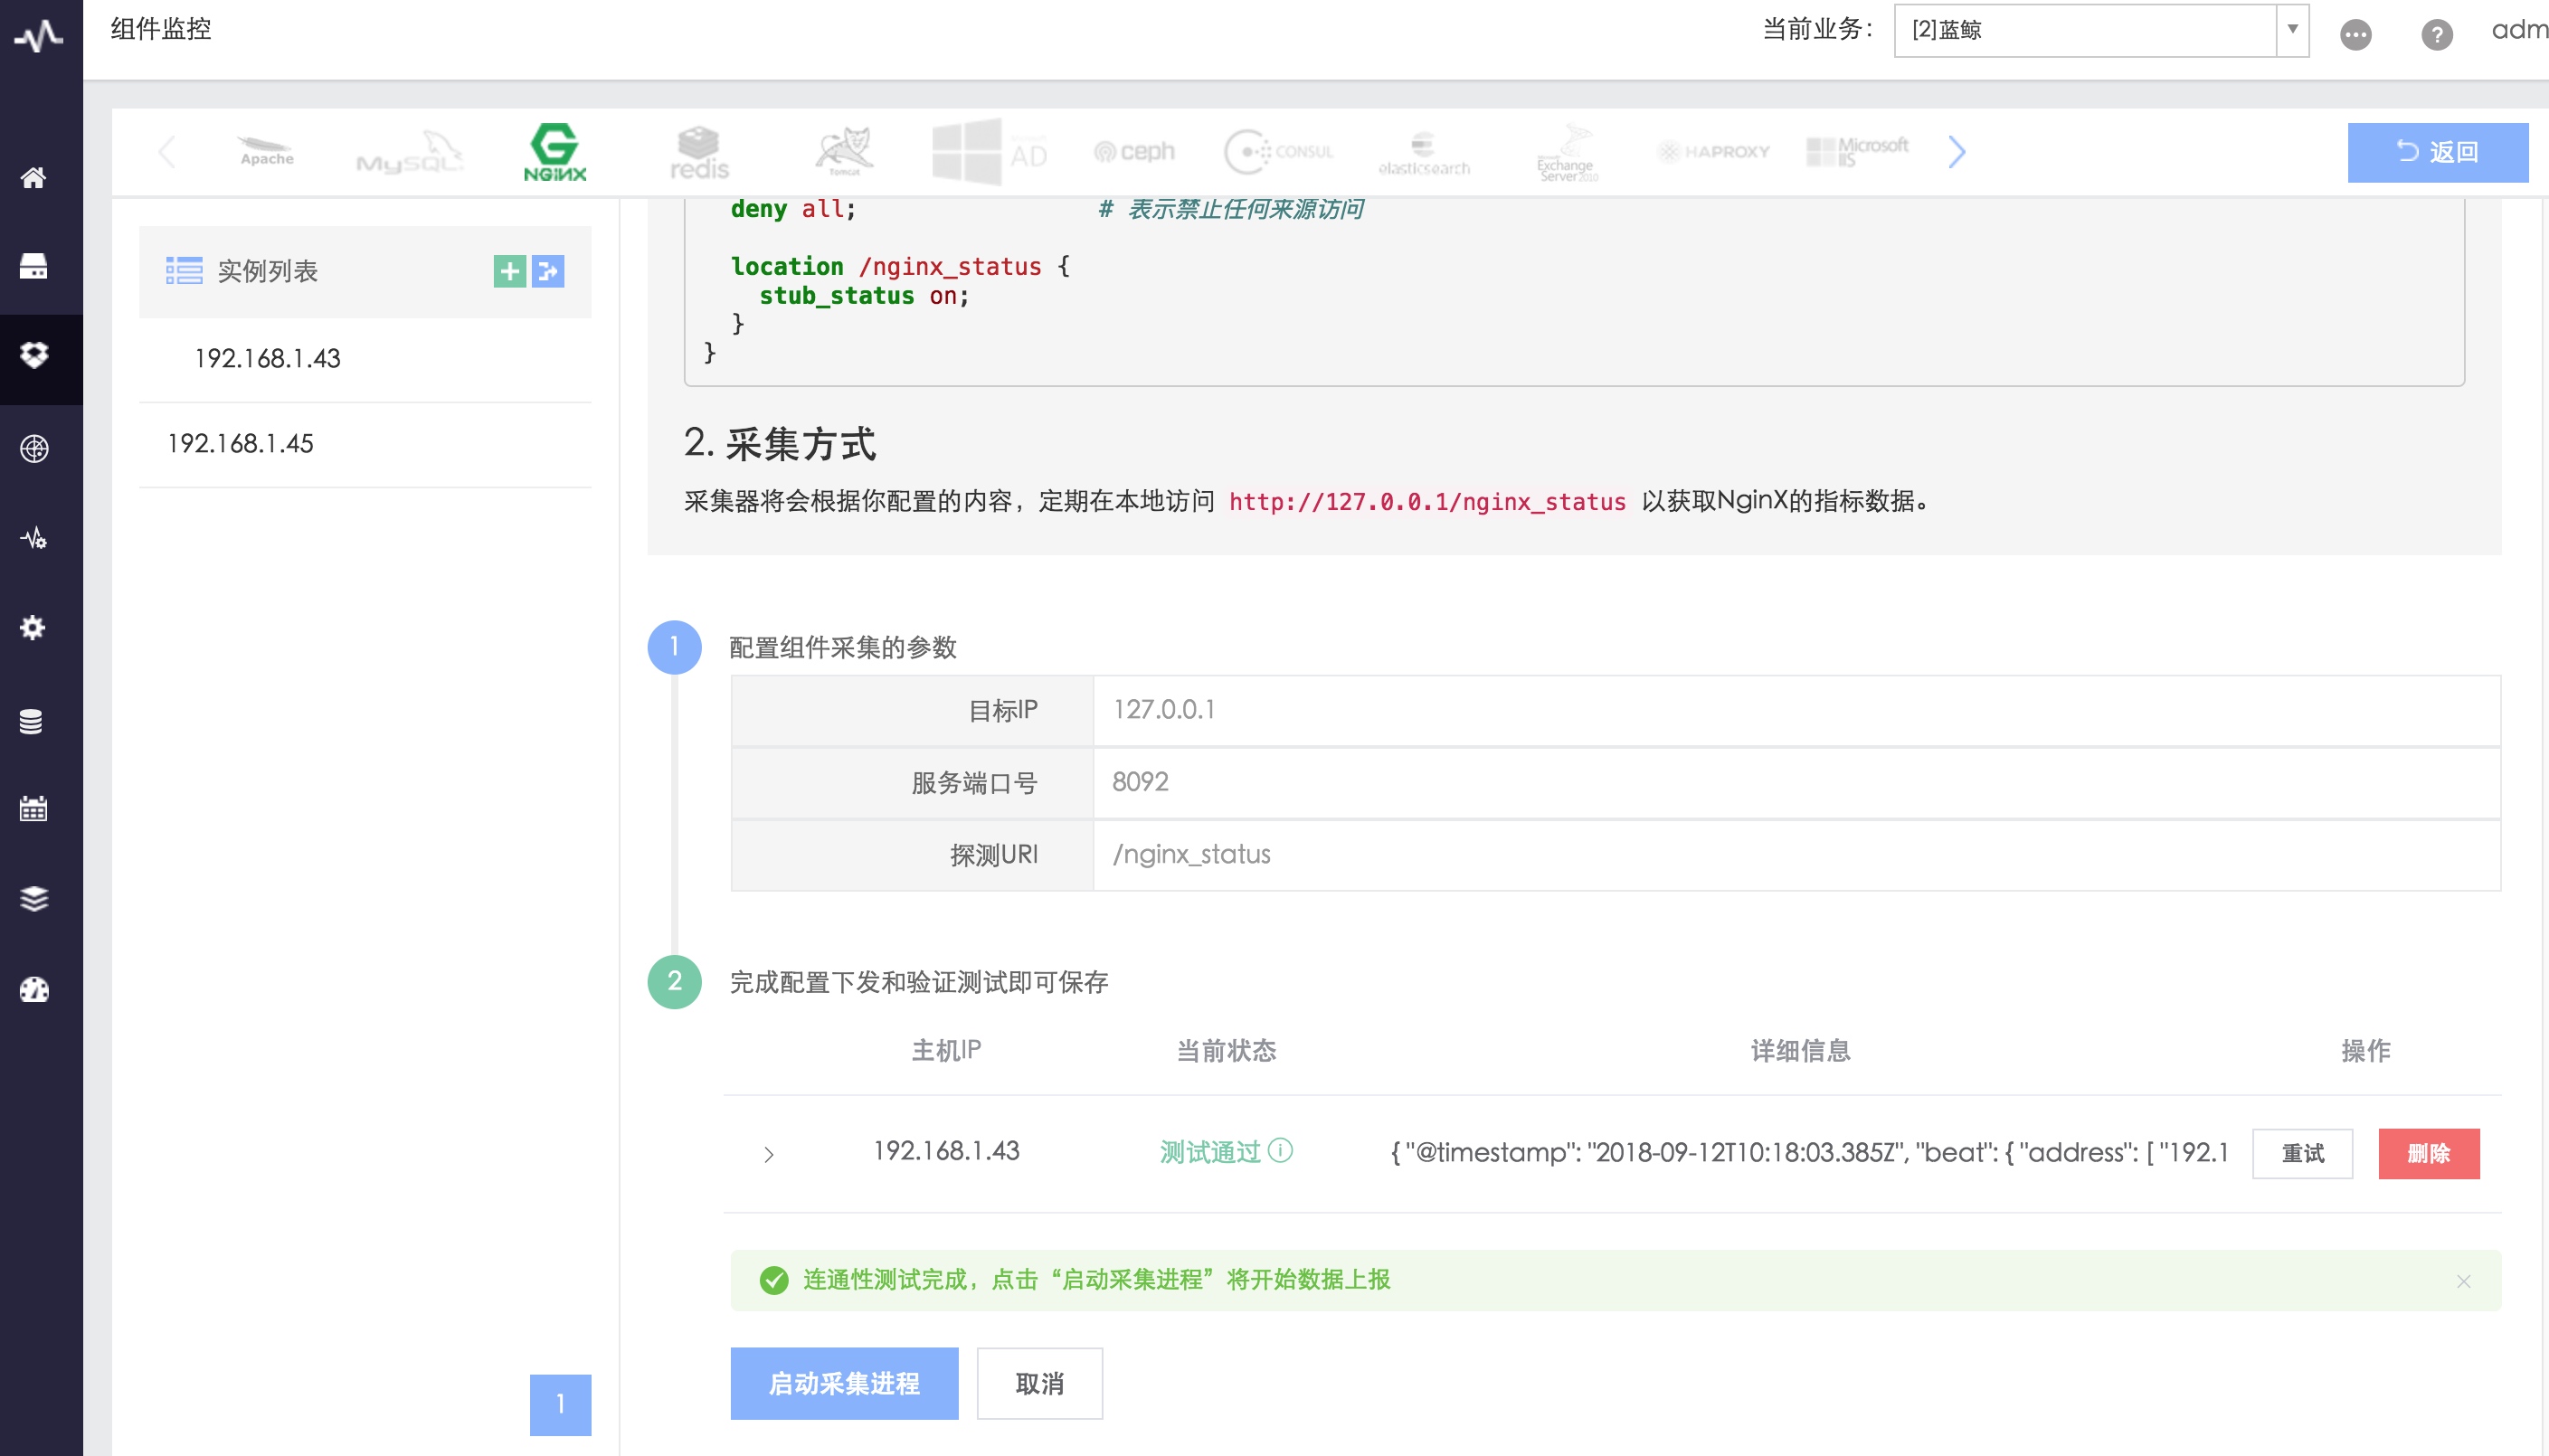 组件监控
当前业务：
[2]蓝鲸
adm
Apache
MySQL
NGiNX
redis
Tomcat
AD
ceph
CONSUL
elasticsearch
Exchange Server 2010
HAPROXY
Microsoft IIS
返回
实例列表
192.168.1.43
192.168.1.45
1
deny all; # 表示禁止任何来源访问
location /nginx_status {
stub_status on;
}
}
2. 采集方式
采集器将会根据你配置的内容，定期在本地访问 http://127.0.0.1/nginx_status 以获取NginX的指标数据。
1 配置组件采集的参数
目标IP 127.0.0.1
服务端口号 8092
探测URI /nginx_status
2 完成配置下发和验证测试即可保存
主机IP 当前状态 详细信息 操作
192.168.1.43 测试通过 { "@timestamp": "2018-09-12T10:18:03.385Z", "beat": { "address": [ "192.1 重试 删除
连通性测试完成，点击“启动采集进程”将开始数据上报
启动采集进程 取消